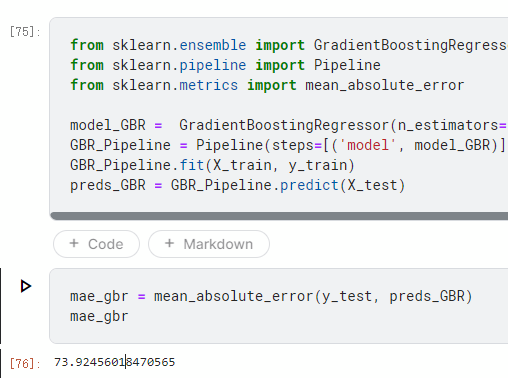 [75]:
from sklearn.ensemble import GradientBoostingRegress
from sklearn.pipeline import Pipeline
from sklearn.metrics import mean_absolute_error
model_GBR =  GradientBoostingRegressor(n_estimators=
GBR_Pipeline = Pipeline(steps=[('model', model_GBR)]
GBR_Pipeline.fit(X_train, y_train)
preds_GBR = GBR_Pipeline.predict(X_test)
+ Code + Markdown
mae_gbr = mean_absolute_error(y_test, preds_GBR)
mae_gbr
[76]: 73.92456018470565